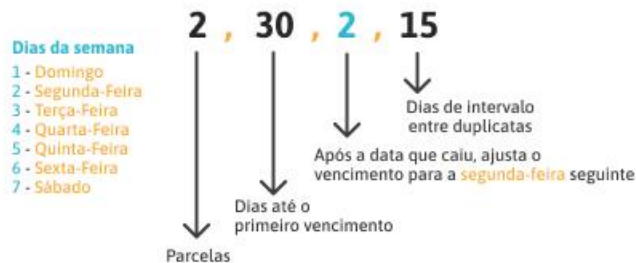 2 , 30 , 2 , 15
Dias da semana
1 - Domingo
2 - Segunda-Feira
3 - Terça-Feira
4 - Quarta-Feira
5 - Quinta-Feira
6 - Sexta-Feira
7 - Sábado
Dias de intervalo
entre duplicatas
Após a data que caiu, ajusta o
vencimento para a segunda-feira seguinte
Dias até o
primeiro vencimento
Parcelas